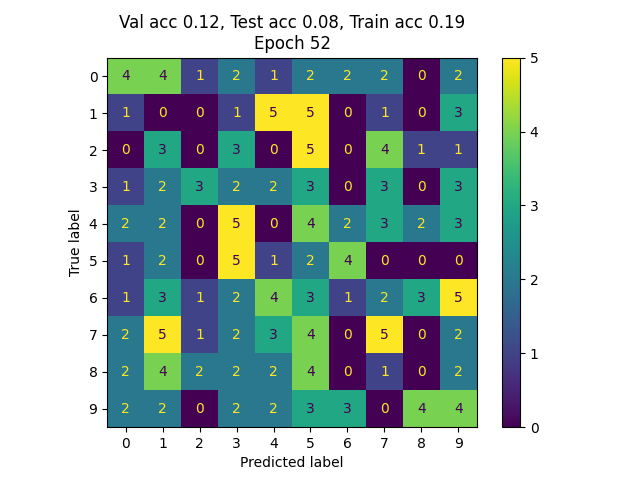 Val acc 0.12, Test acc 0.08, Train acc 0.19
Epoch 52
True label
0 4 4 1 2 1 2 2 2 0 2
1 1 0 0 1 5 5 0 1 0 3
2 0 3 0 3 0 5 0 4 1 1
3 1 2 3 2 2 3 0 3 0 3
4 2 2 0 5 0 4 2 3 2 3
5 1 2 0 5 1 2 4 0 0 0
6 1 3 1 2 4 3 1 2 3 5
7 2 5 1 2 3 4 0 5 0 2
8 2 4 2 2 2 4 0 1 0 2
9 2 2 0 2 2 3 3 0 4 4
0 1 2 3 4 5 6 7 8 9
Predicted label
5
4
3
2
1
0